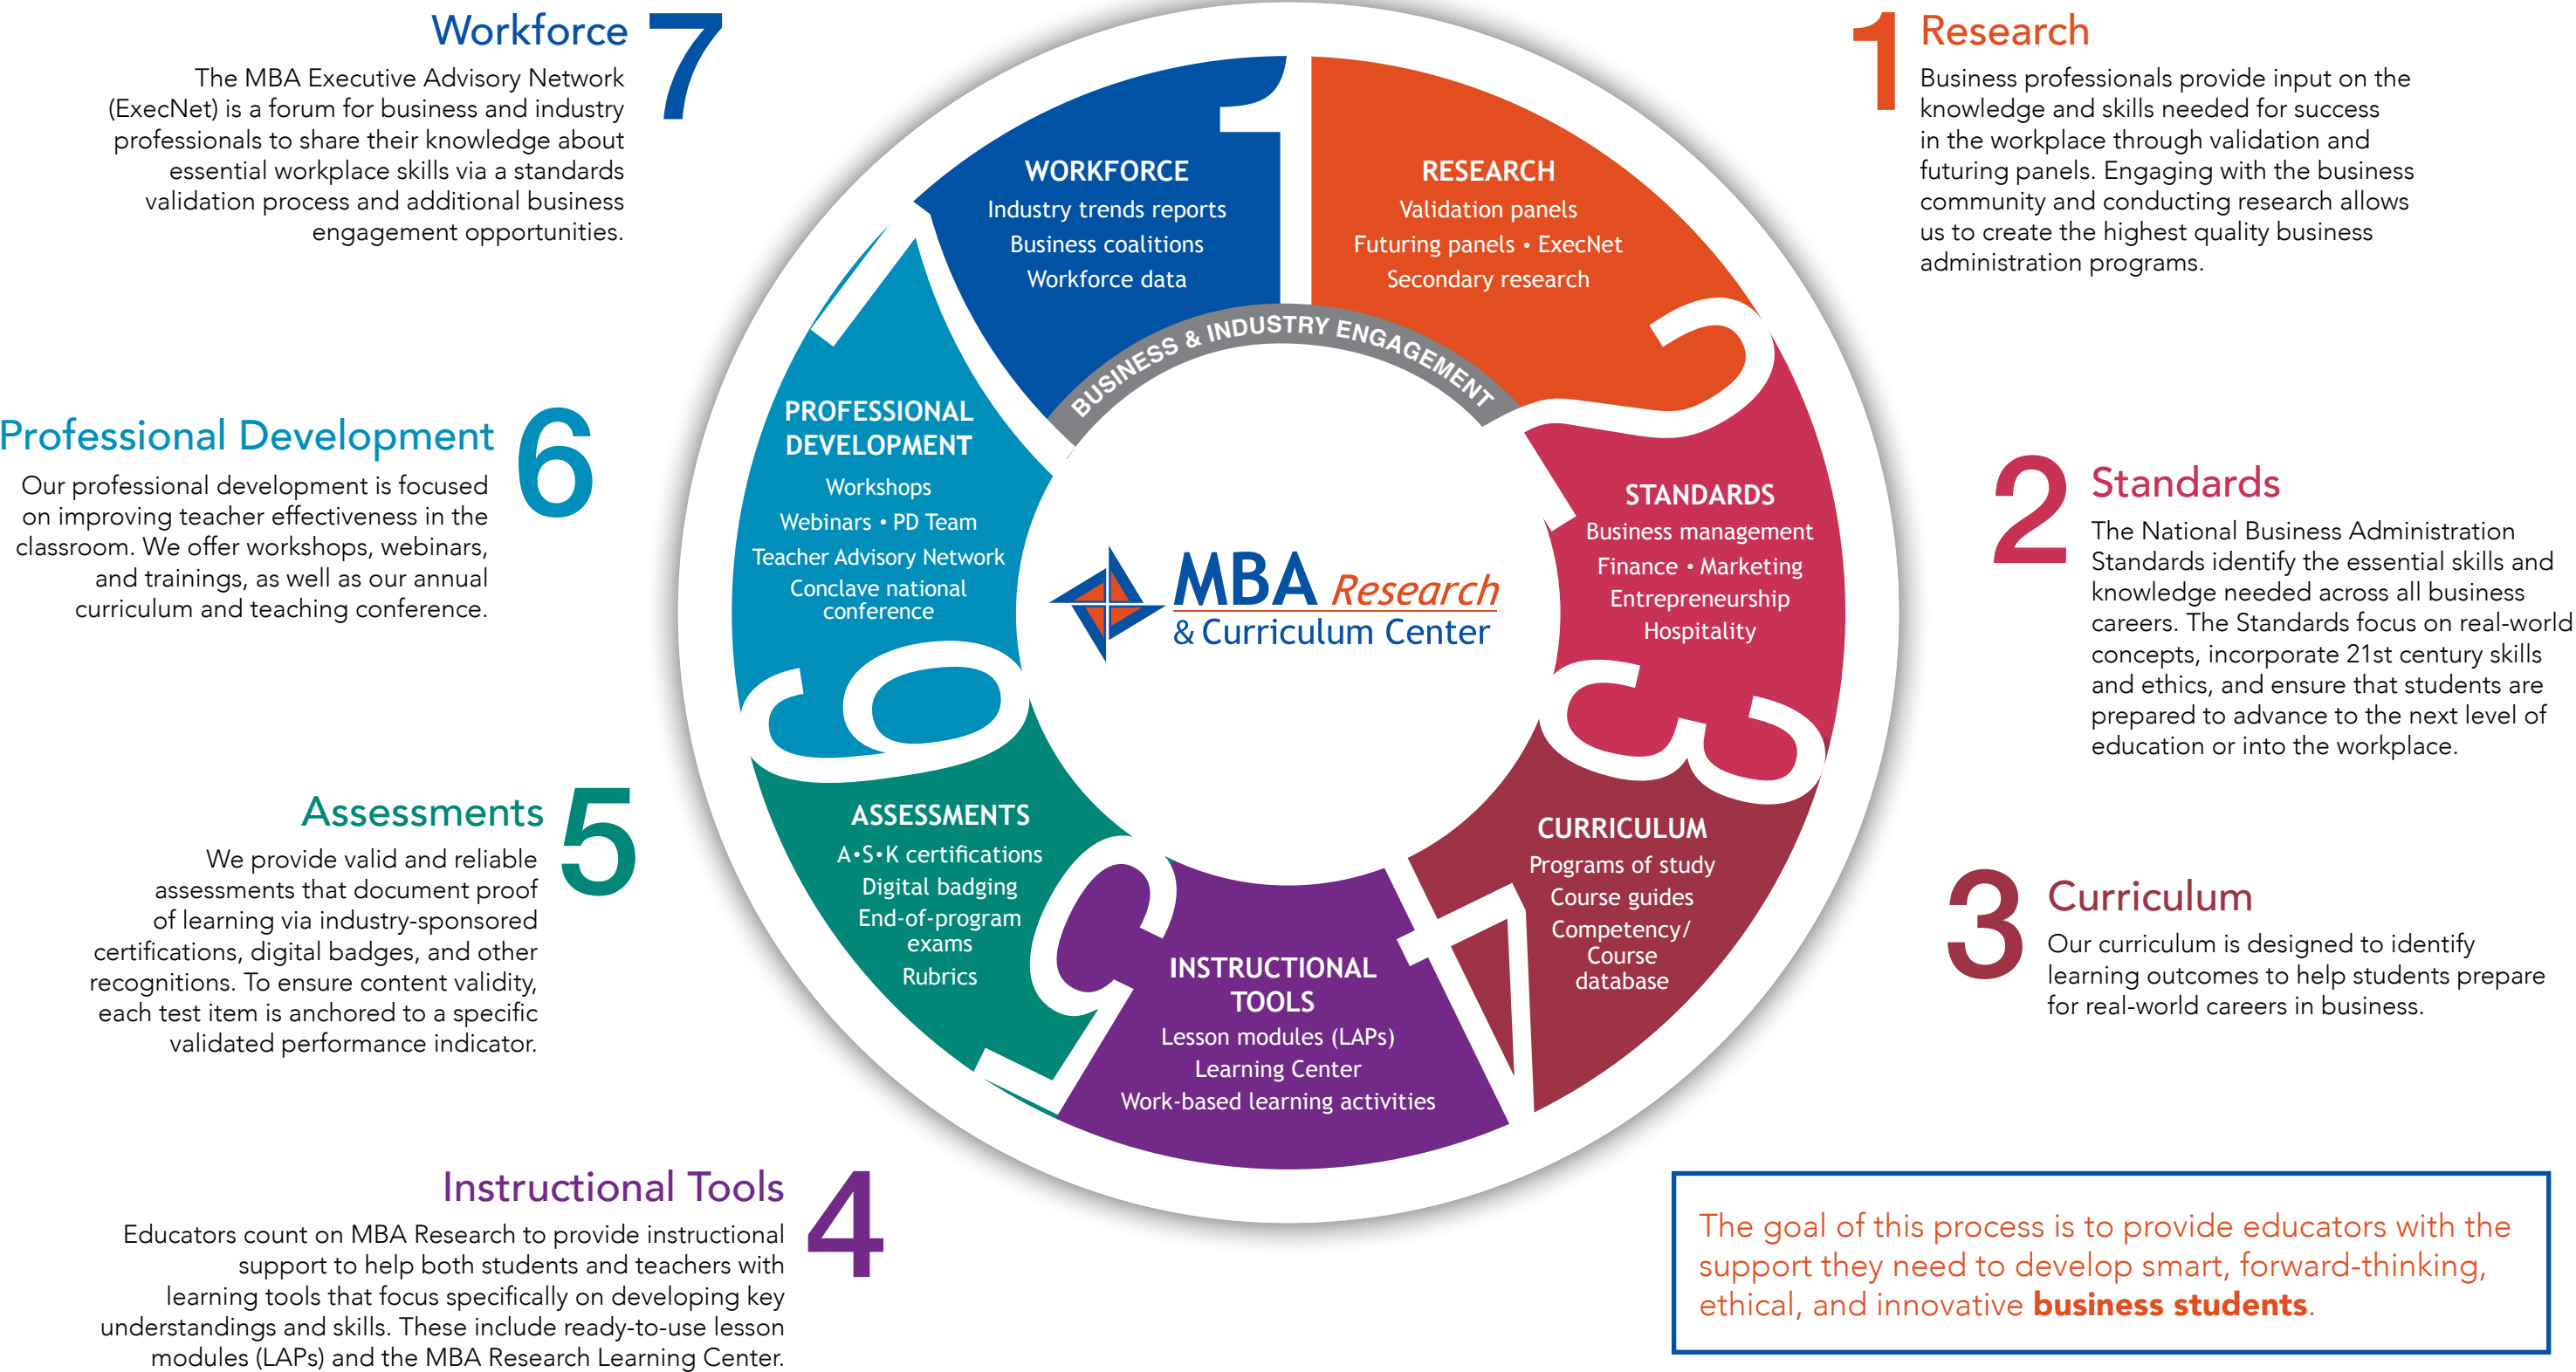 1
Research
Business professionals provide input on the
knowledge and skills needed for success
in the workplace through validation and
futuring panels. Engaging with the business
community and conducting research allows
us to create the highest quality business
administration programs.
2
Standards
The National Business Administration
Standards identify the essential skills and
knowledge needed across all business
careers. The Standards focus on real-world
concepts, incorporate 21st century skills
and ethics, and ensure that students are
prepared to advance to the next level of
education or into the workplace.
3
Curriculum
Our curriculum is designed to identify
learning outcomes to help students prepare
for real-world careers in business.
4
Instructional Tools
Educators count on MBA Research to provide instructional
support to help both students and teachers with
learning tools that focus specifically on developing key
understandings and skills. These include ready-to-use lesson
modules (LAPs) and the MBA Research Learning Center.
5
Assessments
We provide valid and reliable
assessments that document proof
of learning via industry-sponsored
certifications, digital badges, and other
recognitions. To ensure content validity,
each test item is anchored to a specific
validated performance indicator.
6
Professional Development
Our professional development is focused
on improving teacher effectiveness in the
classroom. We offer workshops, webinars,
and trainings, as well as our annual
curriculum and teaching conference.
7
Workforce
The MBA Executive Advisory Network
(ExecNet) is a forum for business and industry
professionals to share their knowledge about
essential workplace skills via a standards
validation process and additional business
engagement opportunities.
1
RESEARCH
Validation panels
Futuring panels • ExecNet
Secondary research
2
STANDARDS
Business management
Finance • Marketing
Entrepreneurship
Hospitality
3
CURRICULUM
Programs of study
Course guides
Competency/
Course
database
4
INSTRUCTIONAL
TOOLS
Lesson modules (LAPs)
Learning Center
Work-based learning activities
5
ASSESSMENTS
A•S•K certifications
Digital badging
End-of-program
exams
Rubrics
6
PROFESSIONAL
DEVELOPMENT
Workshops
Webinars • PD Team
Teacher Advisory Network
Conclave national
conference
7
WORKFORCE
Industry trends reports
Business coalitions
Workforce data
BUSINESS & INDUSTRY ENGAGEMENT
MBA Research
& Curriculum Center
The goal of this process is to provide educators with the
support they need to develop smart, forward-thinking,
ethical, and innovative business students.